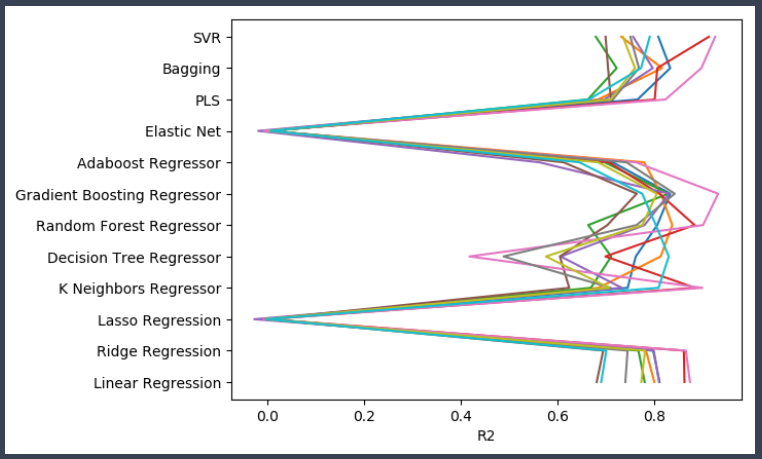 SVR
Bagging
PLS
Elastic Net
Adaboost Regressor
Gradient Boosting Regressor
Random Forest Regressor
Decision Tree Regressor
K Neighbors Regressor
Lasso Regression
Ridge Regression
Linear Regression
0.0 0.2 0.4 0.6 0.8
R2